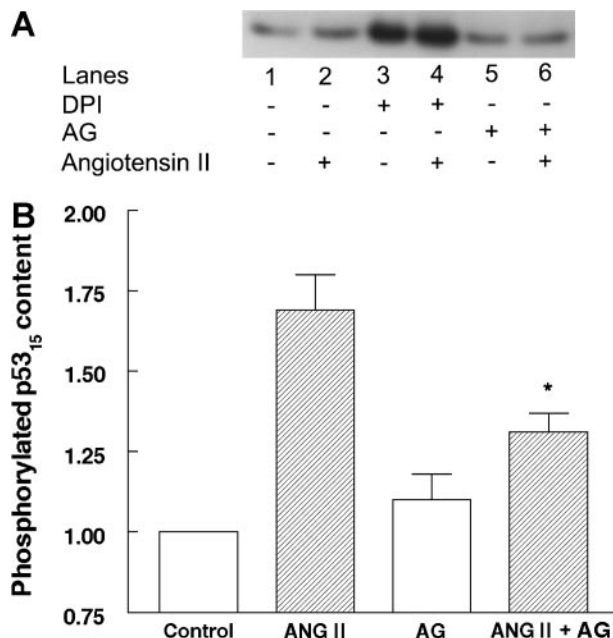 A
Lanes 1 2 3 4 5 6
DPI - - + + - -
AG - - - - + +
Angiotensin II - + - + - +
B
Phosphorylated p53₁₅ content
2.00
1.75
1.50
*
1.25
1.00
0.75
Control ANG II AG ANG II + AG